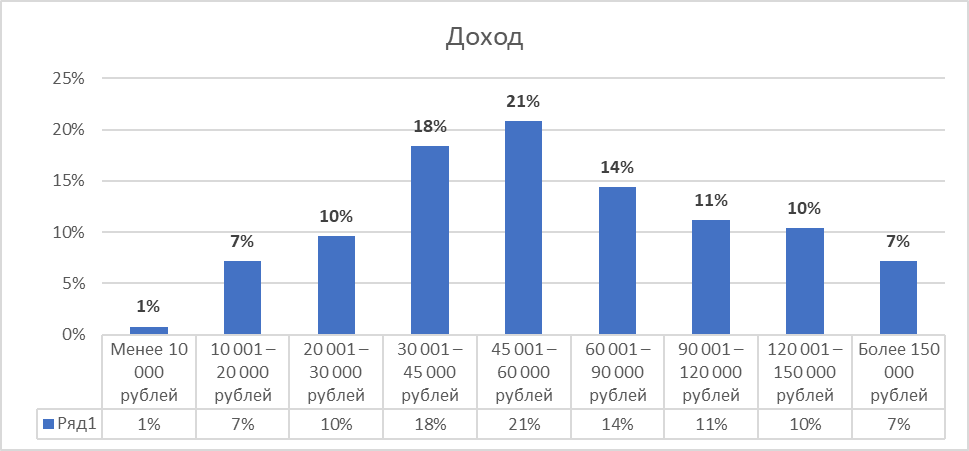 Доход
25%
20%
15%
10%
5%
0%
1%
7%
10%
18%
21%
14%
11%
10%
7%
Менее 10 000 рублей
10 001 – 20 000 рублей
20 001 – 30 000 рублей
30 001 – 45 000 рублей
45 001 – 60 000 рублей
60 001 – 90 000 рублей
90 001 – 120 000 рублей
120 001 – 150 000 рублей
Более 150 000 рублей
Ряд1 1% 7% 10% 18% 21% 14% 11% 10% 7%